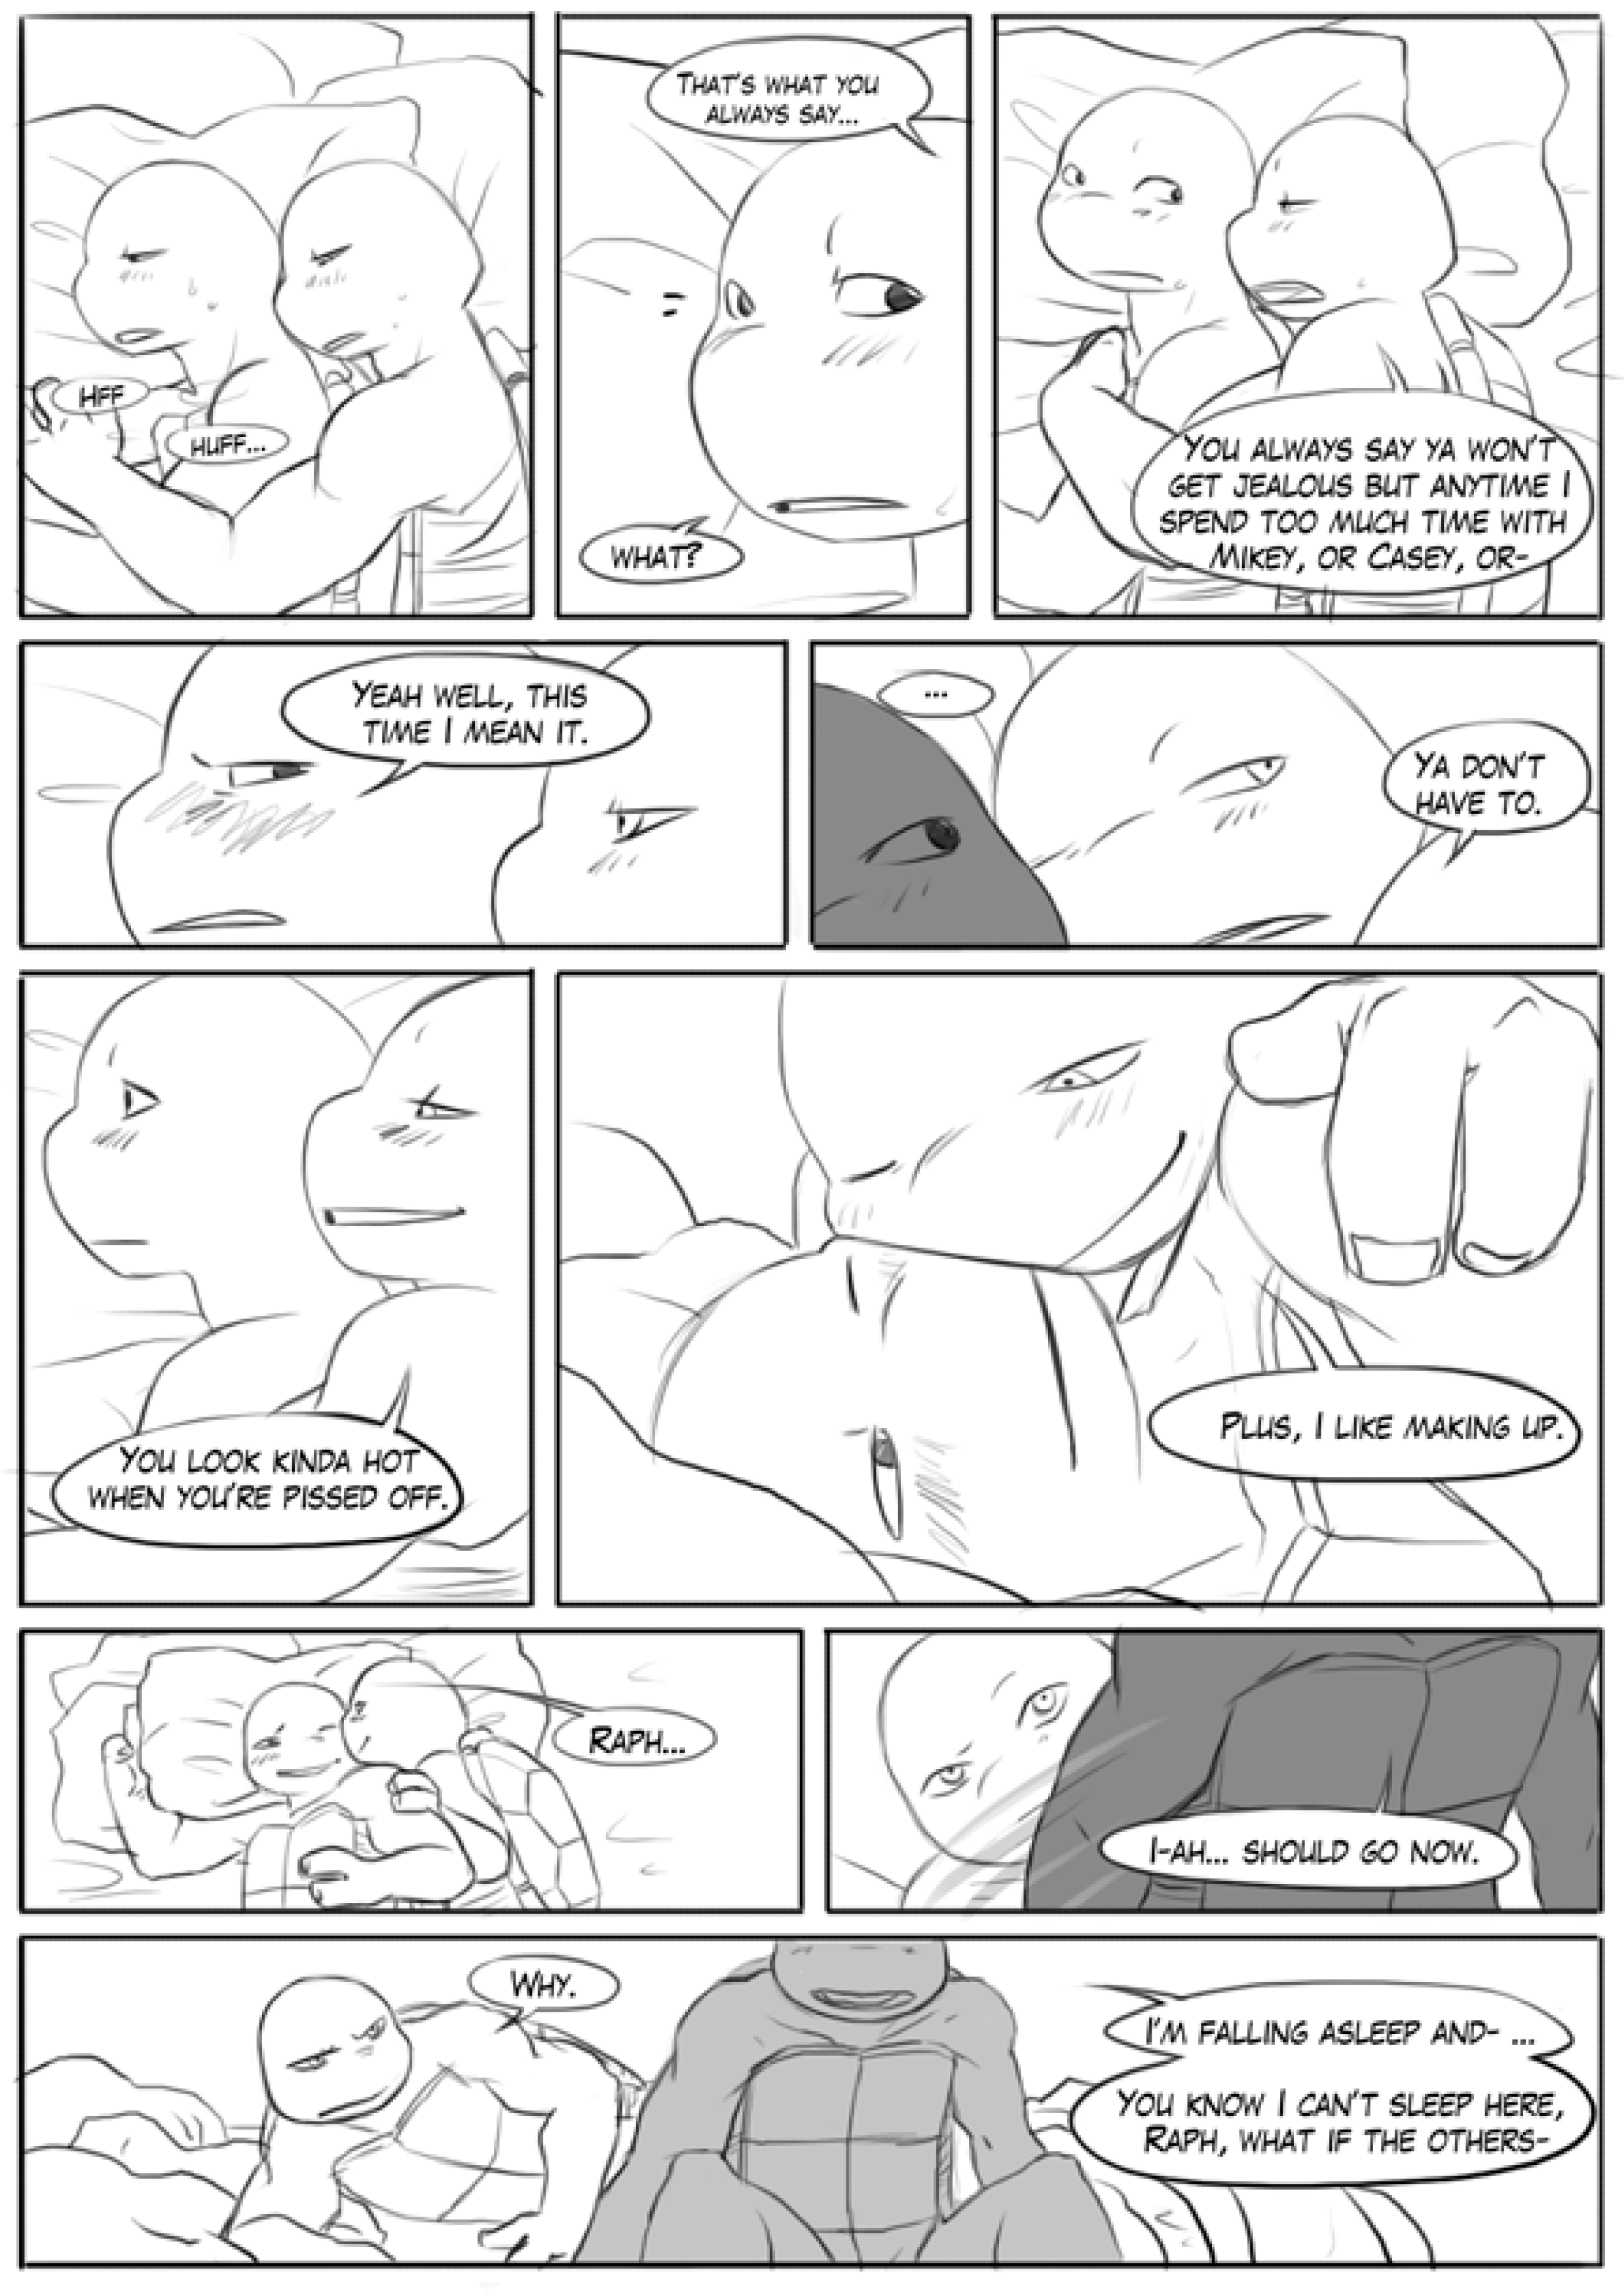 HFF
HUFF...
THAT'S WHAT YOU
ALWAYS SAY...
WHAT?
YOU ALWAYS SAY YA WON'T
GET JEALOUS BUT ANYTIME I
SPEND TOO MUCH TIME WITH
MIKEY, OR CASEY, OR-
YEAH WELL, THIS
TIME I MEAN IT.
...
YA DON'T
HAVE TO.
YOU LOOK KINDA HOT
WHEN YOU'RE PISSED OFF.
PLUS, I LIKE MAKING UP.
RAPH...
I-AH... SHOULD GO NOW.
WHY.
I'M FALLING ASLEEP AND- ...
YOU KNOW I CAN'T SLEEP HERE,
RAPH, WHAT IF THE OTHERS-